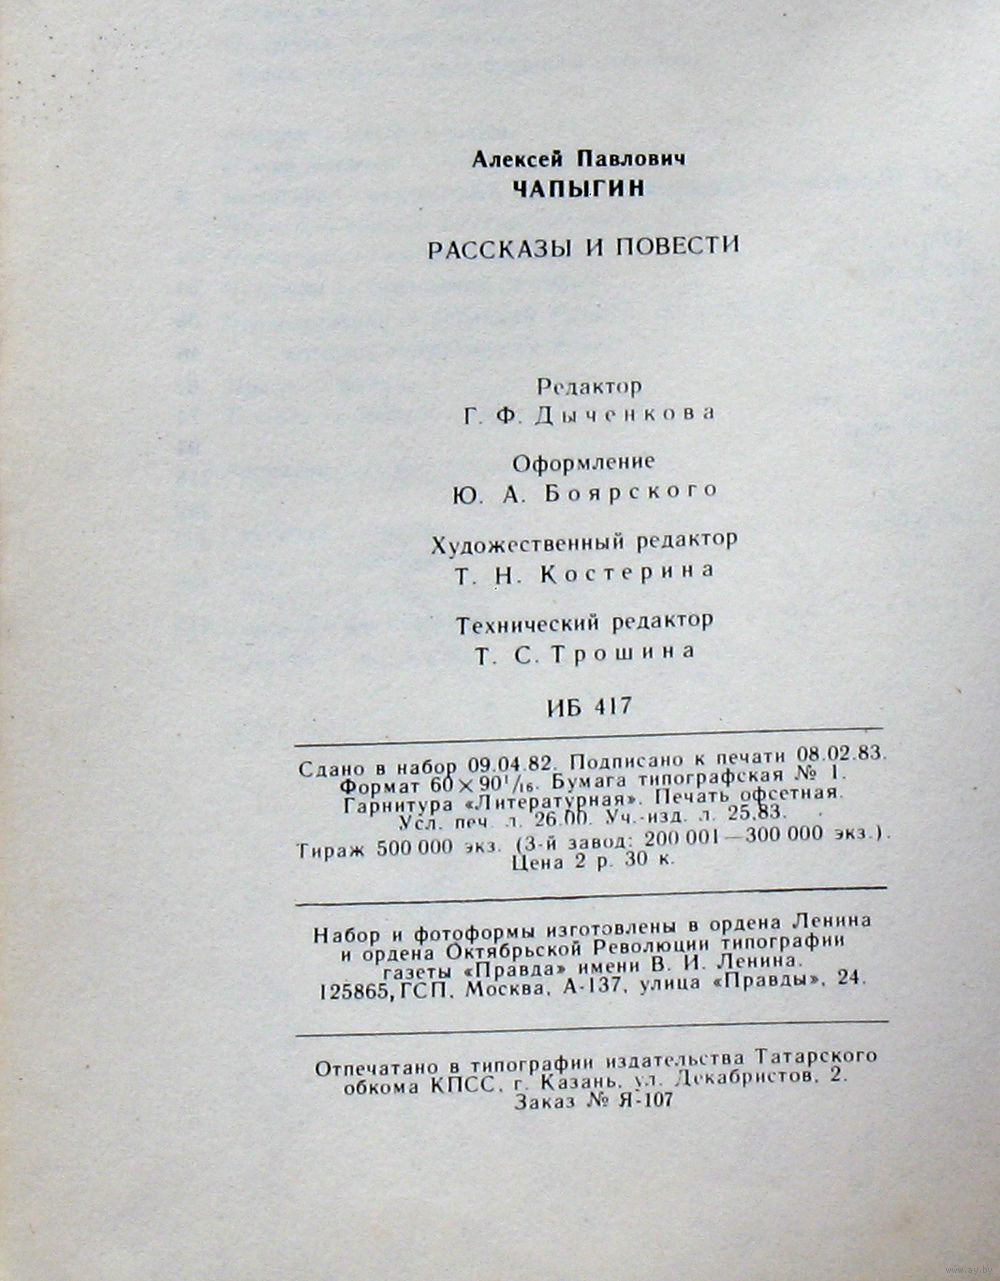 Алексей Павлович
ЧАПЫГИН
РАССКАЗЫ И ПОВЕСТИ
Редактор
Г. Ф. Дыченкова
Оформление
Ю. А. Боярского
Художественный редактор
Т. Н. Костерина
Технический редактор
Т. С. Трошина
ИБ 417
Сдано в набор 09.04.82. Подписано к печати 08.02.83.
Формат 60×90¹/₁₆. Бумага типографская № 1.
Гарнитура «Литературная». Печать офсетная.
Усл. печ. л. 26,00. Уч.-изд. л. 25,83.
Тираж 500 000 экз. (3-й завод: 200 001—300 000 экз.).
Цена 2 р. 30 к.
Набор и фотоформы изготовлены в ордена Ленина
и ордена Октябрьской Революции типографии
газеты «Правда» имени В. И. Ленина.
125865, ГСП, Москва, А-137, улица «Правды», 24.
Отпечатано в типографии издательства Татарского
обкома КПСС, г. Казань, ул. Декабристов, 2.
Заказ № Я-107
www.ay.by